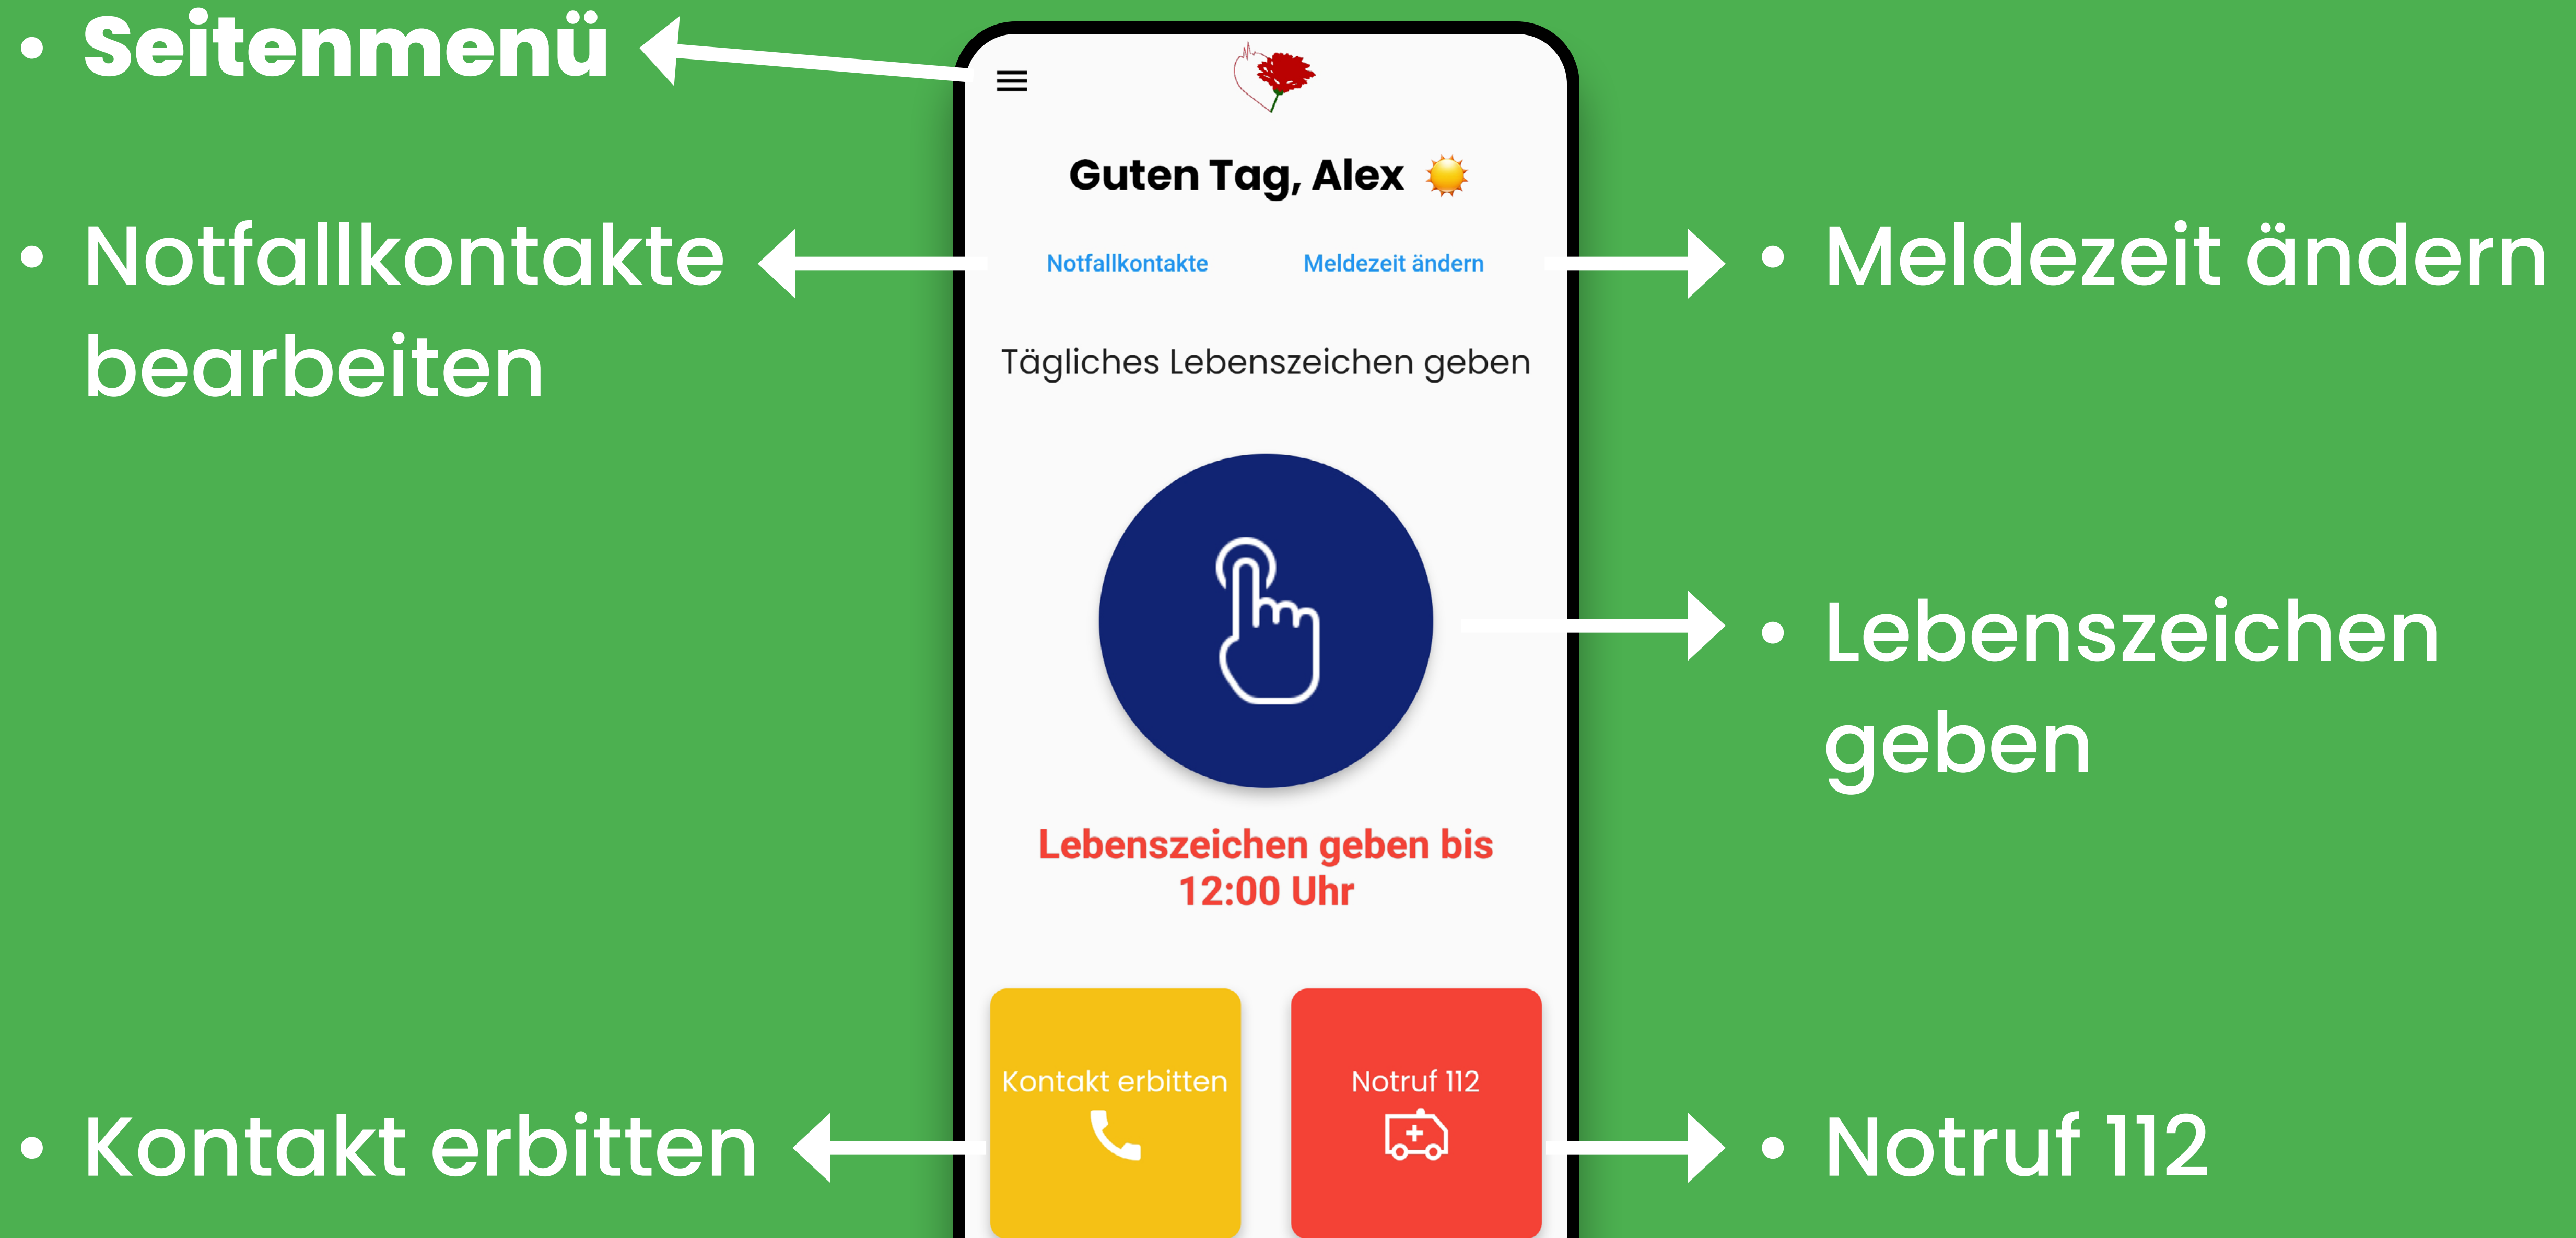 • Seitenmenü
• Notfallkontakte
bearbeiten
• Kontakt erbitten
Guten Tag, Alex
Notfallkontakte
Meldezeit ändern
Tägliches Lebenszeichen geben
Lebenszeichen geben bis
12:00 Uhr
Kontakt erbitten
Notruf 112
• Meldezeit ändern
• Lebenszeichen
geben
• Notruf 112